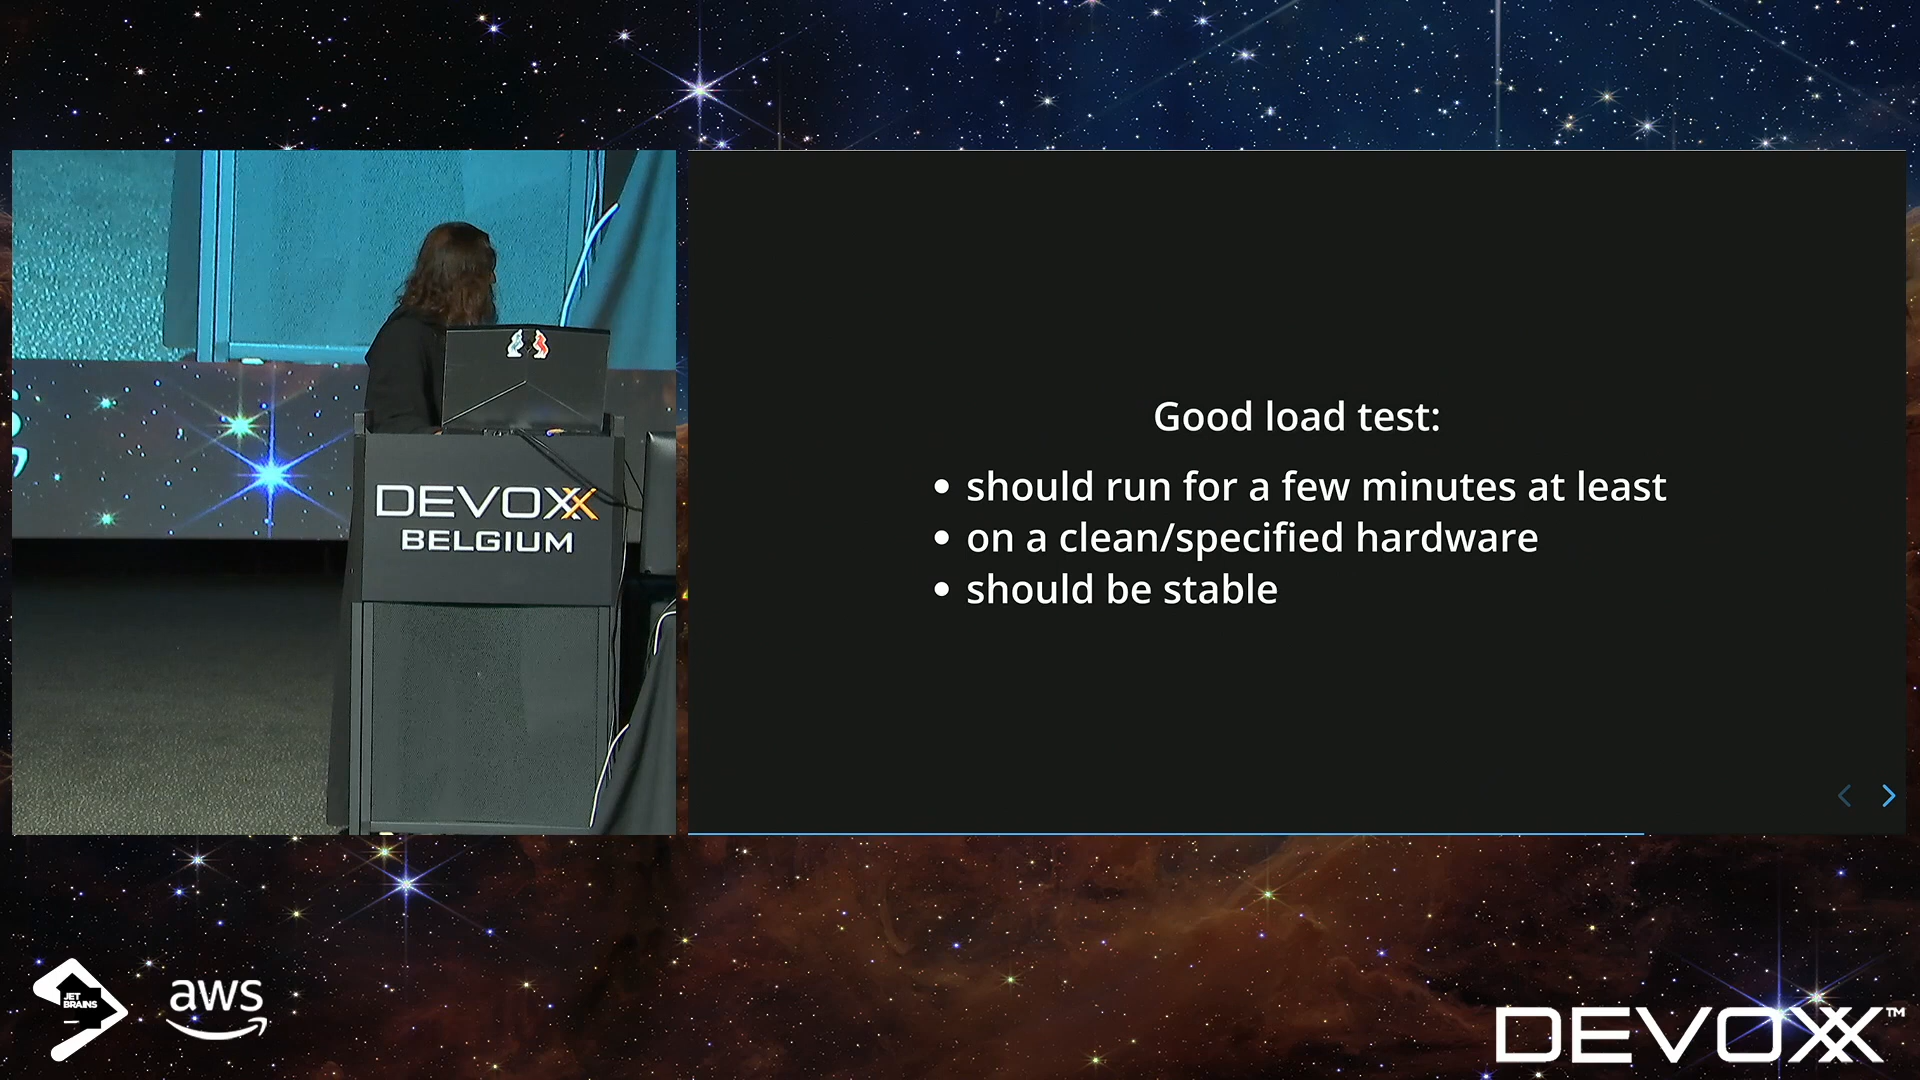 DEVOXX
BELGIUM
Good load test:
• should run for a few minutes at least
• on a clean/specified hardware
• should be stable
JET
BRAINS
aws
DEVOXX™